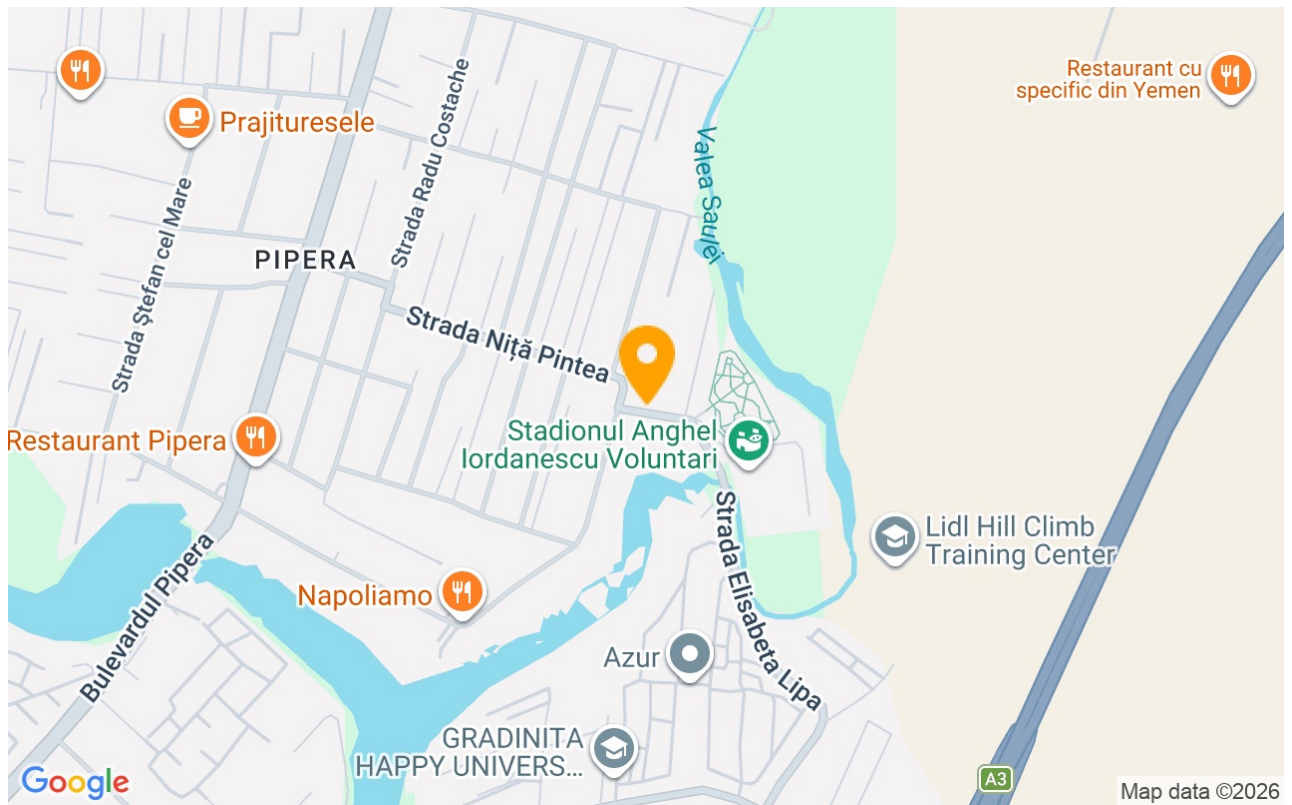 Restaurant cu
specific din Yemen
Prajituresele
Strada Radu Costache
Valea Saulei
Strada Ștefan cel Mare
PIPERA
Strada Niță Pintea
Restaurant Pipera
Stadionul Anghel
Iordanescu Voluntari
Strada Elisabeta Lipa
Lidl Hill Climb
Training Center
Bulevardul Pipera
Napoliamo
Azur
GRADINITA
HAPPY UNIVERS...
A3
Google
Map data ©2026